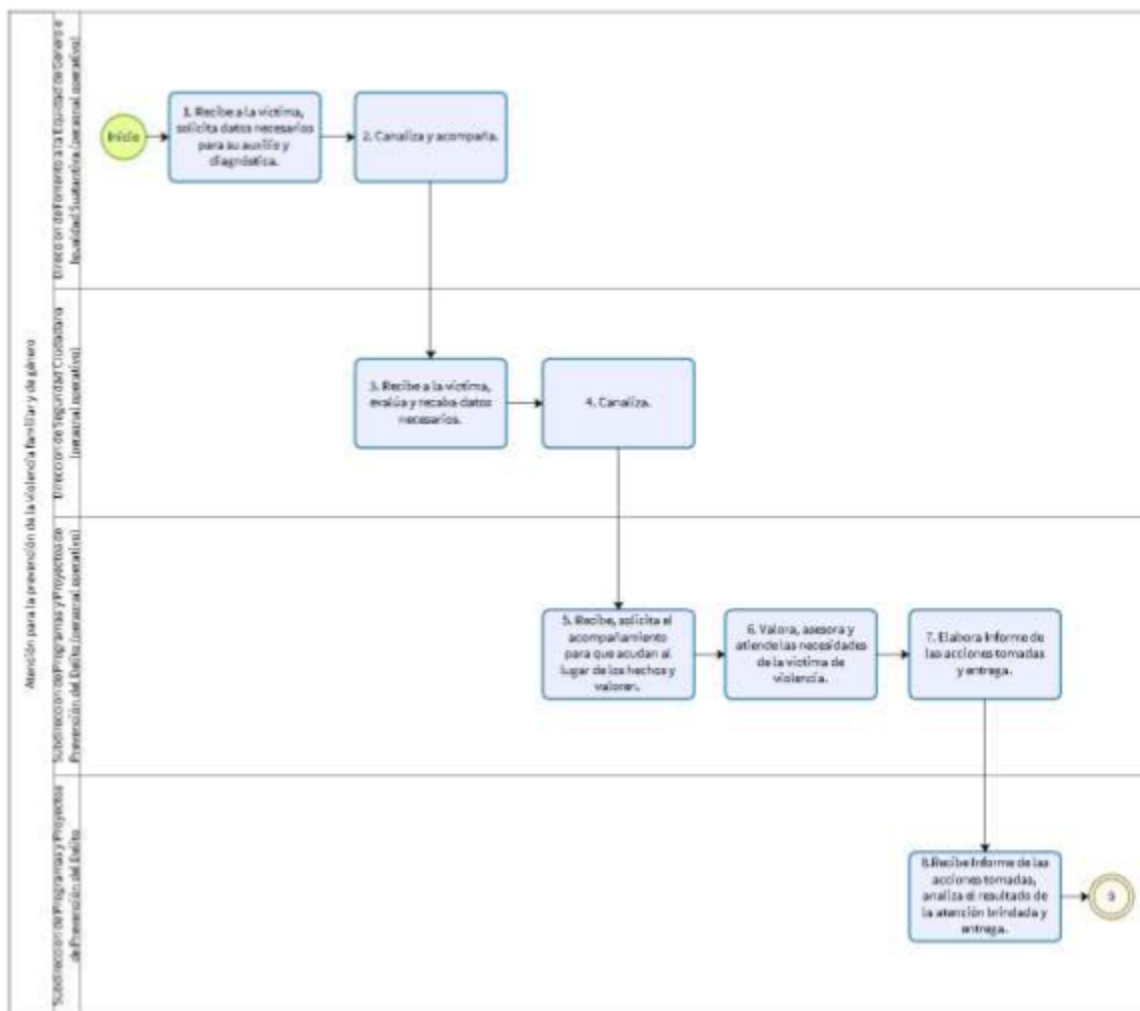 Atención para la prevención de la violencia familiar y de género
Dirección de Fomento a la Equidad de Género e
Igualdad Sustantiva (personal operativo)
Inicio
1. Recibe a la víctima,
solicita datos necesarios
para su auxilio y
diagnóstica.
2. Canaliza y acompaña.
Dirección de Seguridad Ciudadana
(personal operativo)
3. Recibe a la víctima,
evalúa y recaba datos
necesarios.
4. Canaliza.
Subdirección de Programas y Proyectos de
Prevención del Delito (personal operativo)
5. Recibe, solicita el
acompañamiento
para que acudan al
lugar de los hechos y
valoren.
6. Valora, asesora y
atiende las necesidades
de la víctima de
violencia.
7. Elabora Informe de
las acciones tomadas
y entrega.
Subdirección de Programas y Proyectos
de Prevención del Delito
8.Recibe Informe de las
acciones tomadas,
analiza el resultado de
la atención brindada y
entrega.